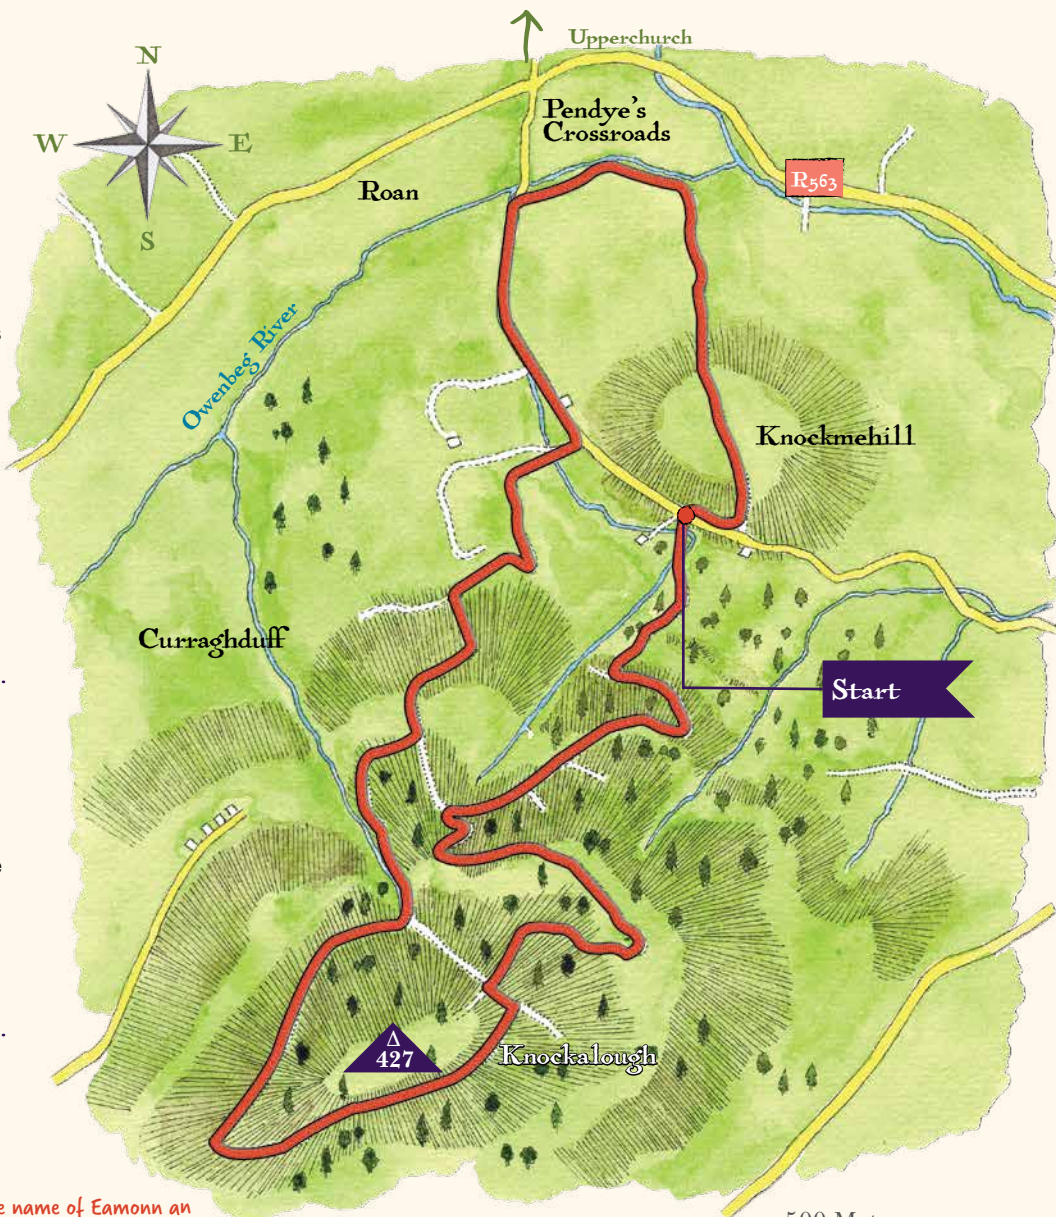 Upperchurch
N
W
E
S
Pendye's
Crossroads
R563
Roan
Owenbeg River
Knockmehill
Curraghduff
Start
427
Knockalough
e name of Eamonn an